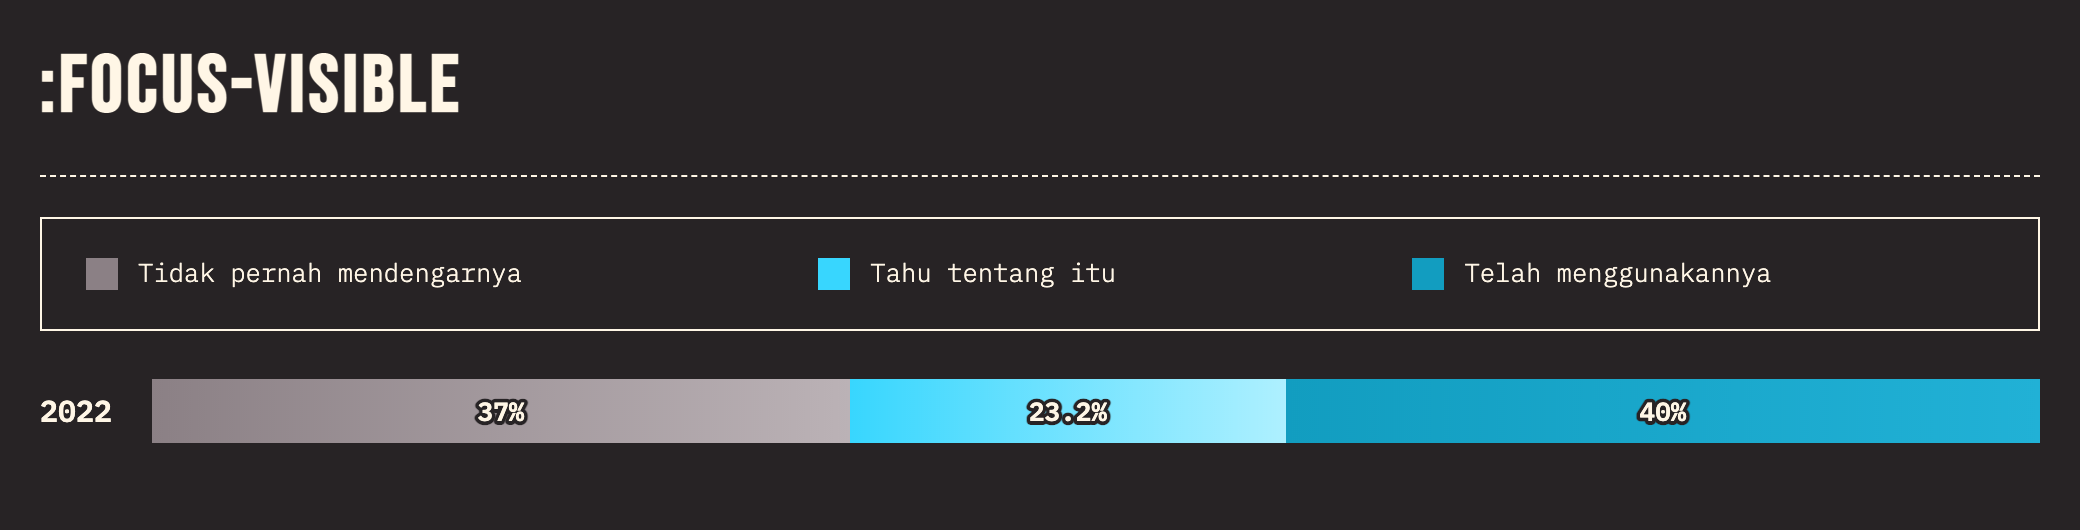 :FOCUS-VISIBLE
Tidak pernah mendengarnya
Tahu tentang itu
Telah menggunakannya
2022
37%
23.2%
40%